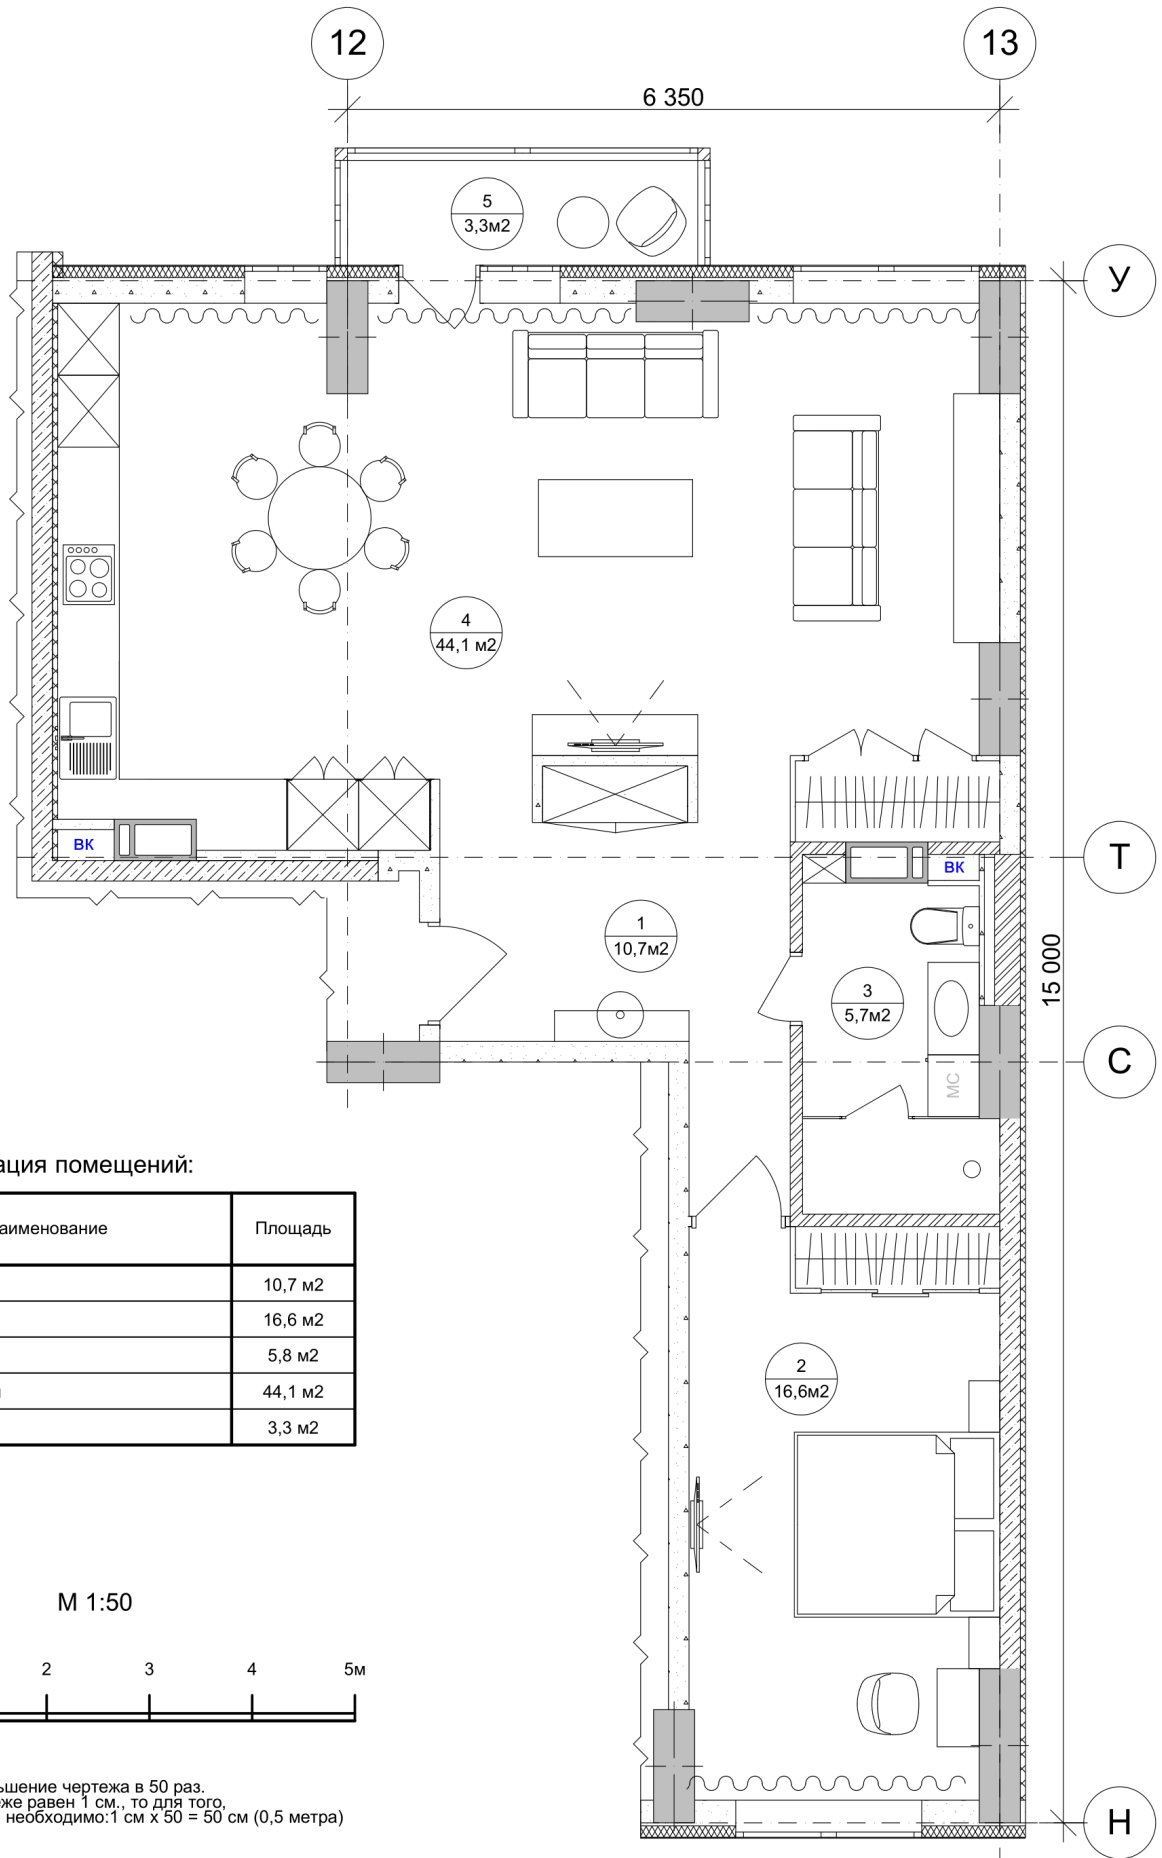 12
13
6 350
5
3,3м2
У
4
44,1 м2
ВК
Т
ВК
1
10,7м2
3
5,7м2
15 000
С
МС
ация помещений:
аименование
Площадь
10,7 м2
16,6 м2
5,8 м2
44,1 м2
3,3 м2
2
16,6м2
М 1:50
2
3
4
5м
ьшение чертежа в 50 раз.
еже равен 1 см., то для того,
необходимо:1 см x 50 = 50 см (0,5 метра)
Н